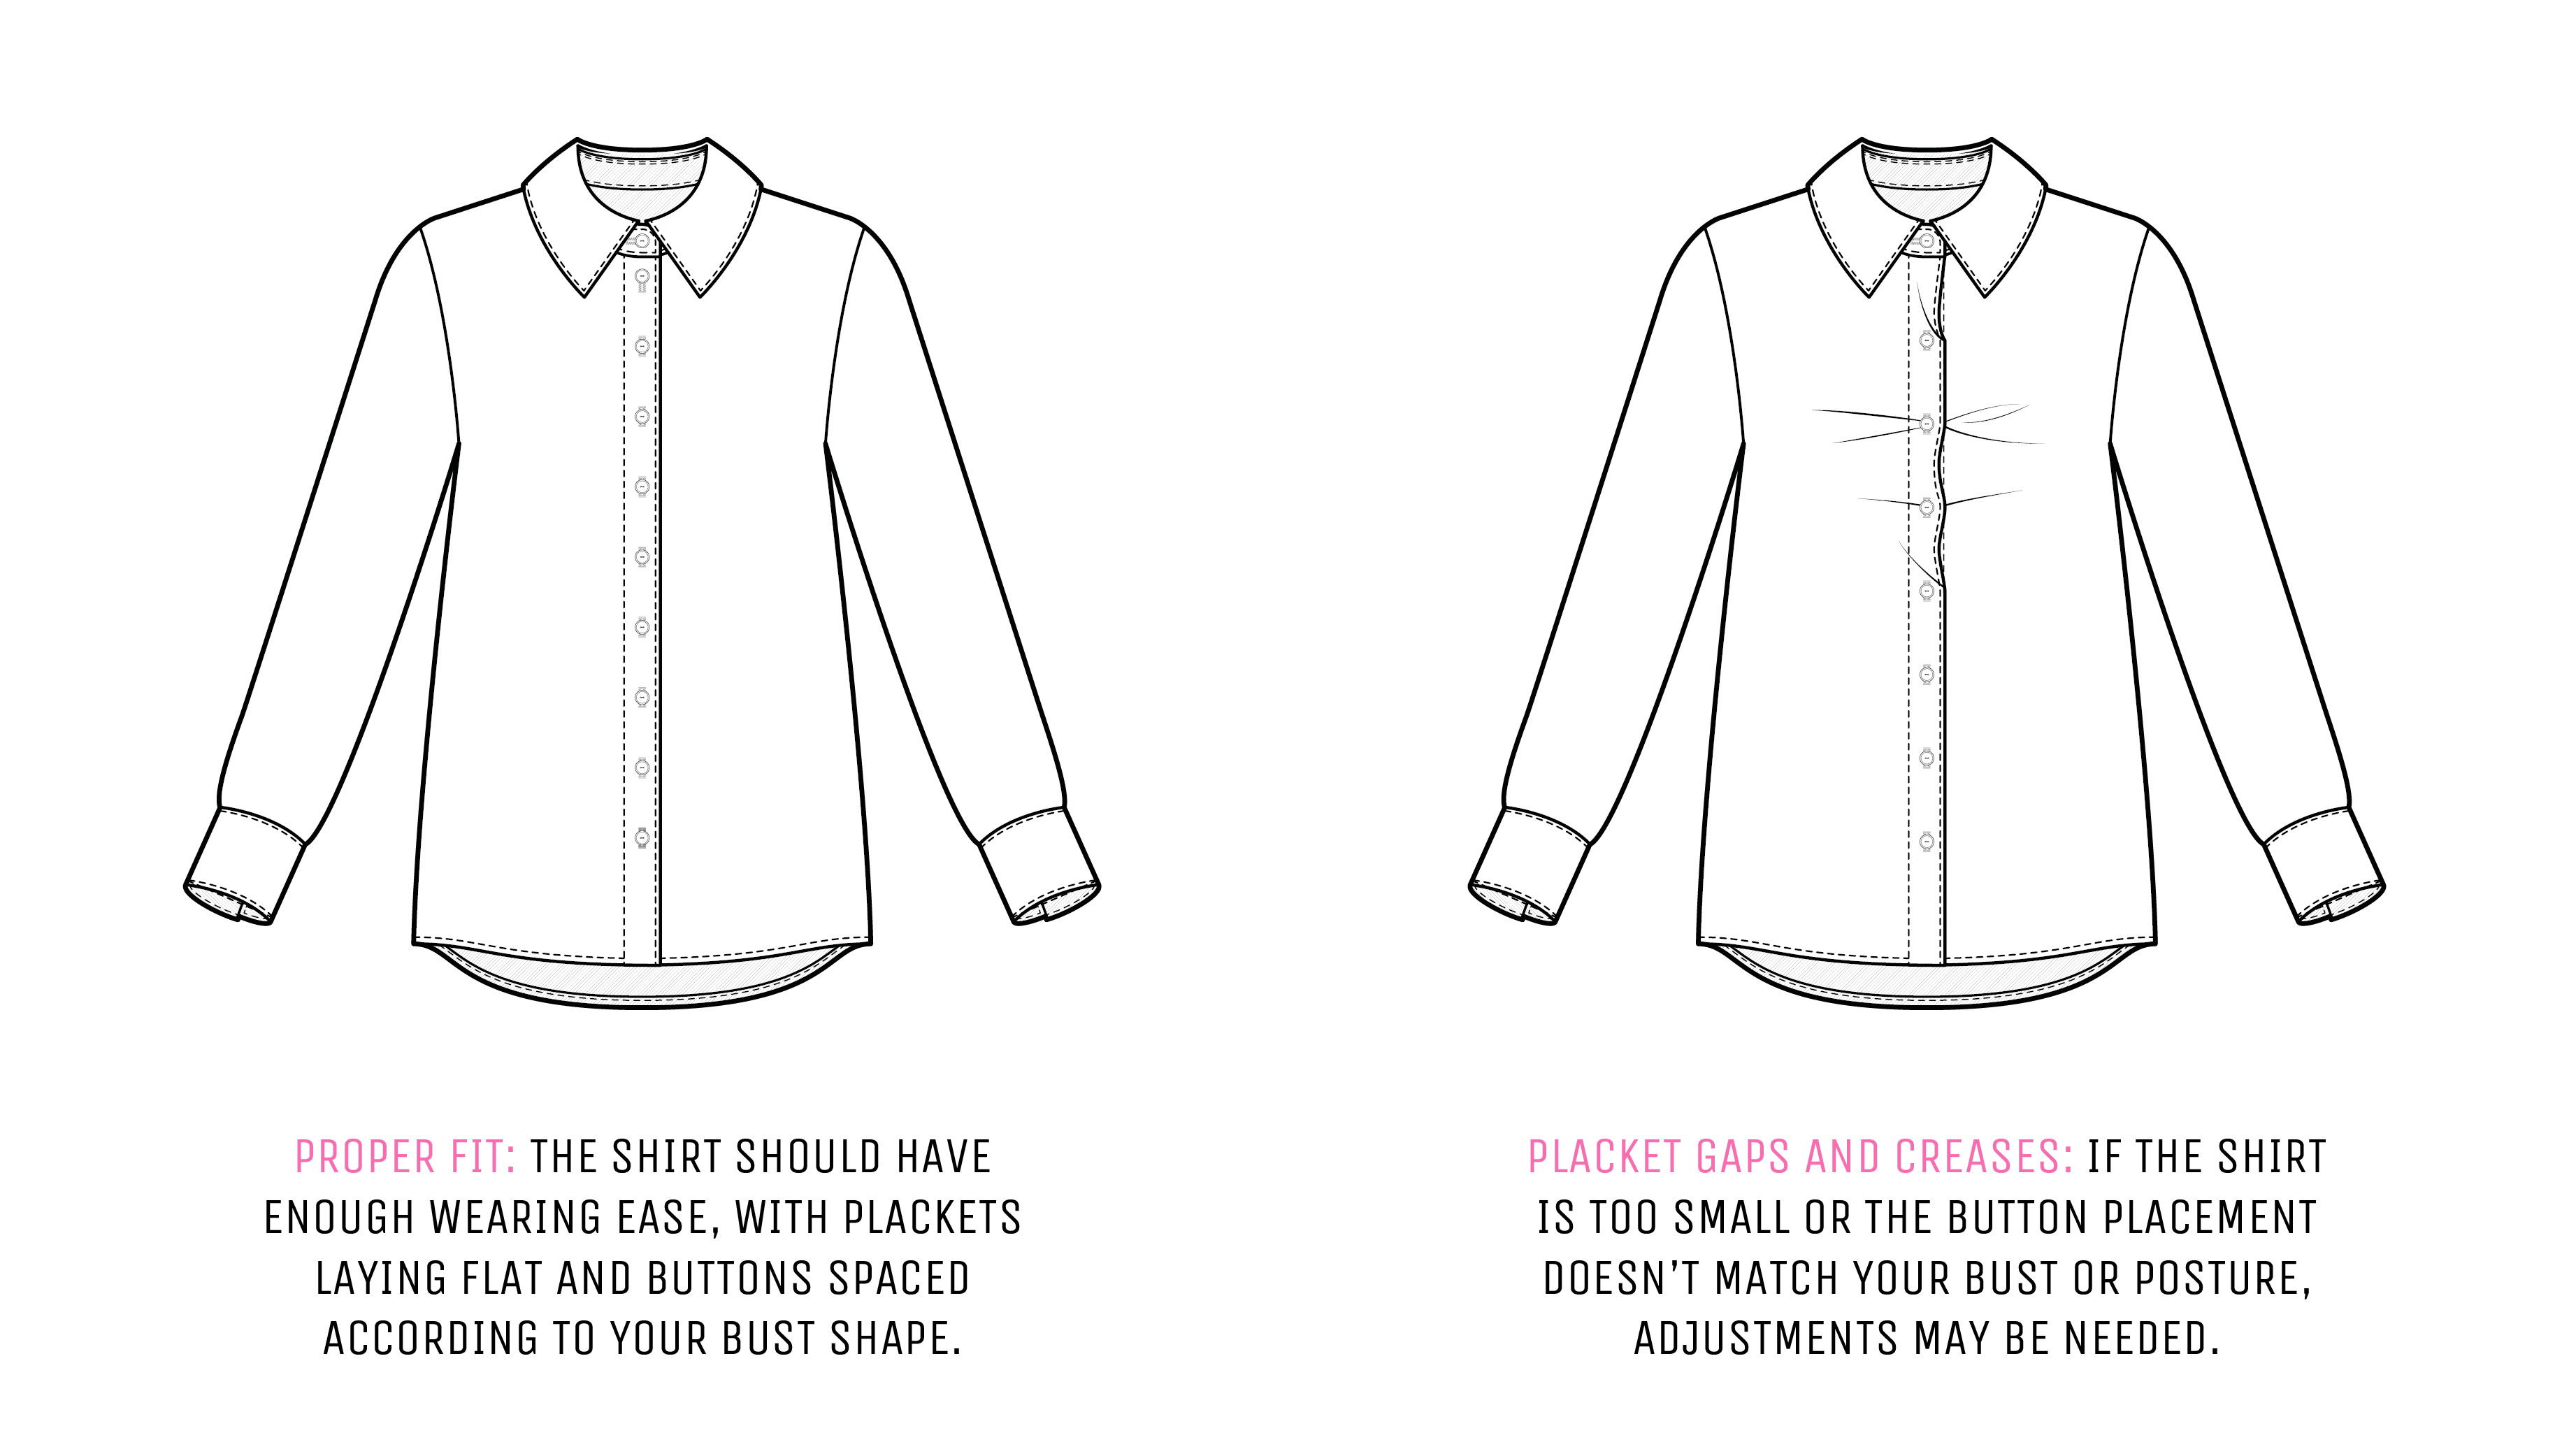 PROPER FIT: THE SHIRT SHOULD HAVE
ENOUGH WEARING EASE, WITH PLACKETS
LAYING FLAT AND BUTTONS SPACED
ACCORDING TO YOUR BUST SHAPE.
PLACKET GAPS AND CREASES: IF THE SHIRT
IS TOO SMALL OR THE BUTTON PLACEMENT
DOESN’T MATCH YOUR BUST OR POSTURE,
ADJUSTMENTS MAY BE NEEDED.